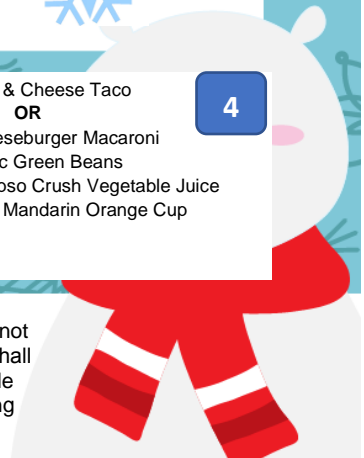 & Cheese Taco
4
OR
eseburger Macaroni
c Green Beans
oso Crush Vegetable Juice
Mandarin Orange Cup
not
hall
le
ng